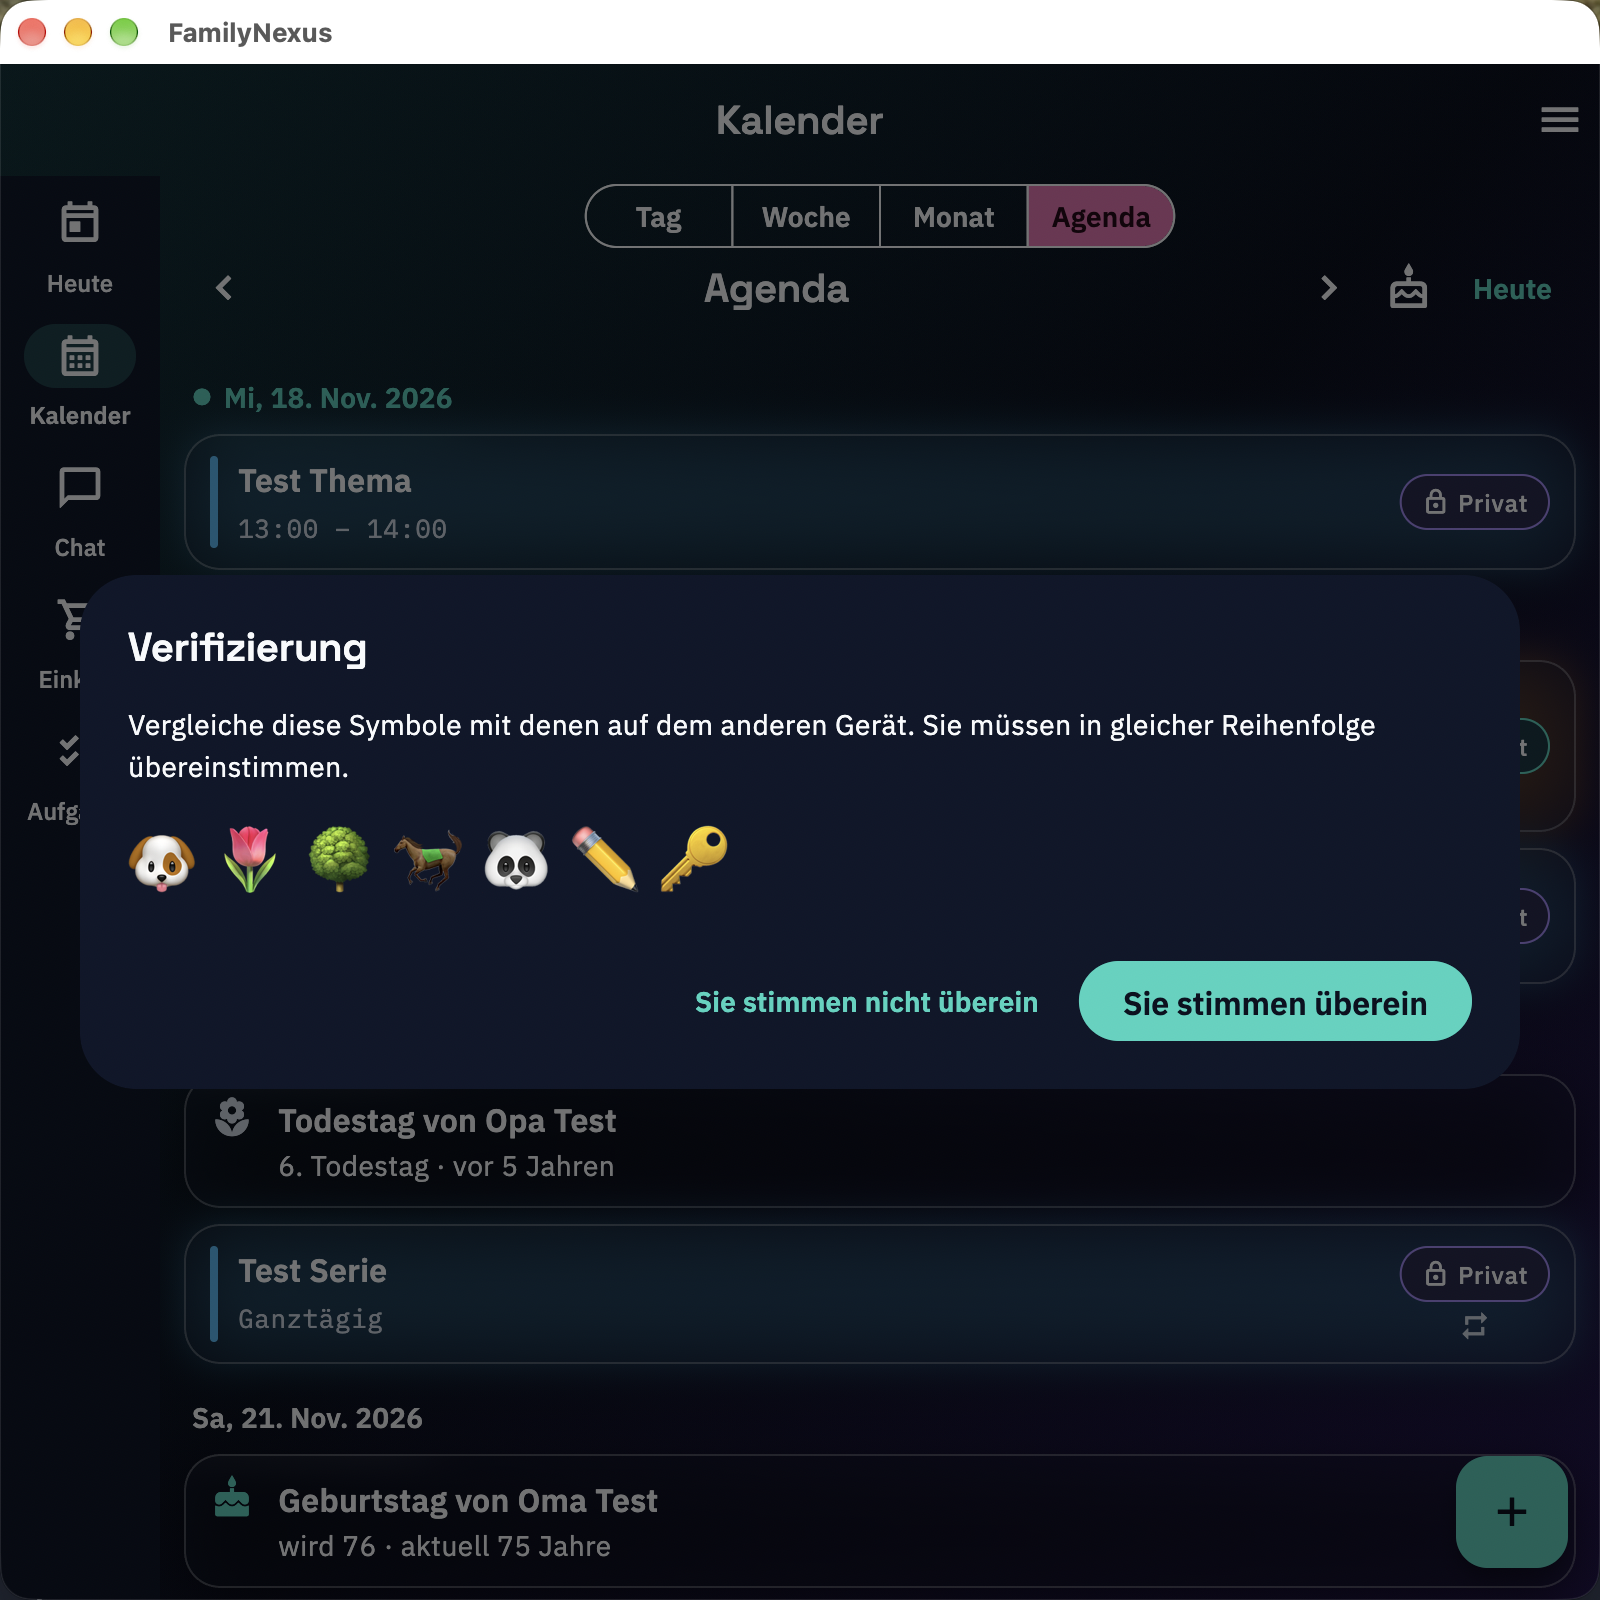 FamilyNexus
Kalender
Tag
Woche
Monat
Agenda
Agenda
Heute
Heute
Kalender
Chat
Mi, 18. Nov. 2026
Test Thema
13:00 – 14:00
Privat
Verifizierung
Vergleiche diese Symbole mit denen auf dem anderen Gerät. Sie müssen in gleicher Reihenfolge
übereinstimmen.
Sie stimmen nicht überein
Sie stimmen überein
Todestag von Opa Test
6. Todestag · vor 5 Jahren
Test Serie
Ganztägig
Privat
Sa, 21. Nov. 2026
Geburtstag von Oma Test
wird 76 · aktuell 75 Jahre